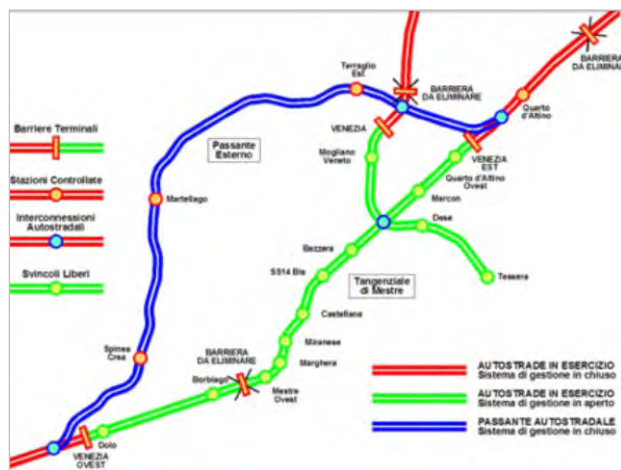 Terraglio
Est
BARRIERA
DA ELIMINARE
BARRIERA
DA ELIMINARE
Quarto
d'Altino
VENEZIA
Barriere Terminali
Passante
Esterno
Mogliano
Veneto
VENEZIA
EST
Quarto d'Altino
Ovest
Stazioni Controllate
Martellago
Marcon
Interconnessioni
Autostradali
Dese
Bazzera
Svincoli Liberi
SS14 Bis
Tessera
Tangenziale
di Mestre
Castellana
Spinea
Crea
Miranese
BARRIERA
DA ELIMINARE
Marghera
Borbiago
Mestre
Ovest
AUTOSTRADE IN ESERCIZIO
Sistema di gestione in chiuso
AUTOSTRADE IN ESERCIZIO
Sistema di gestione in aperto
PASSANTE AUTOSTRADALE
Sistema di gestione in chiuso
Dolo
VENEZIA
OVEST